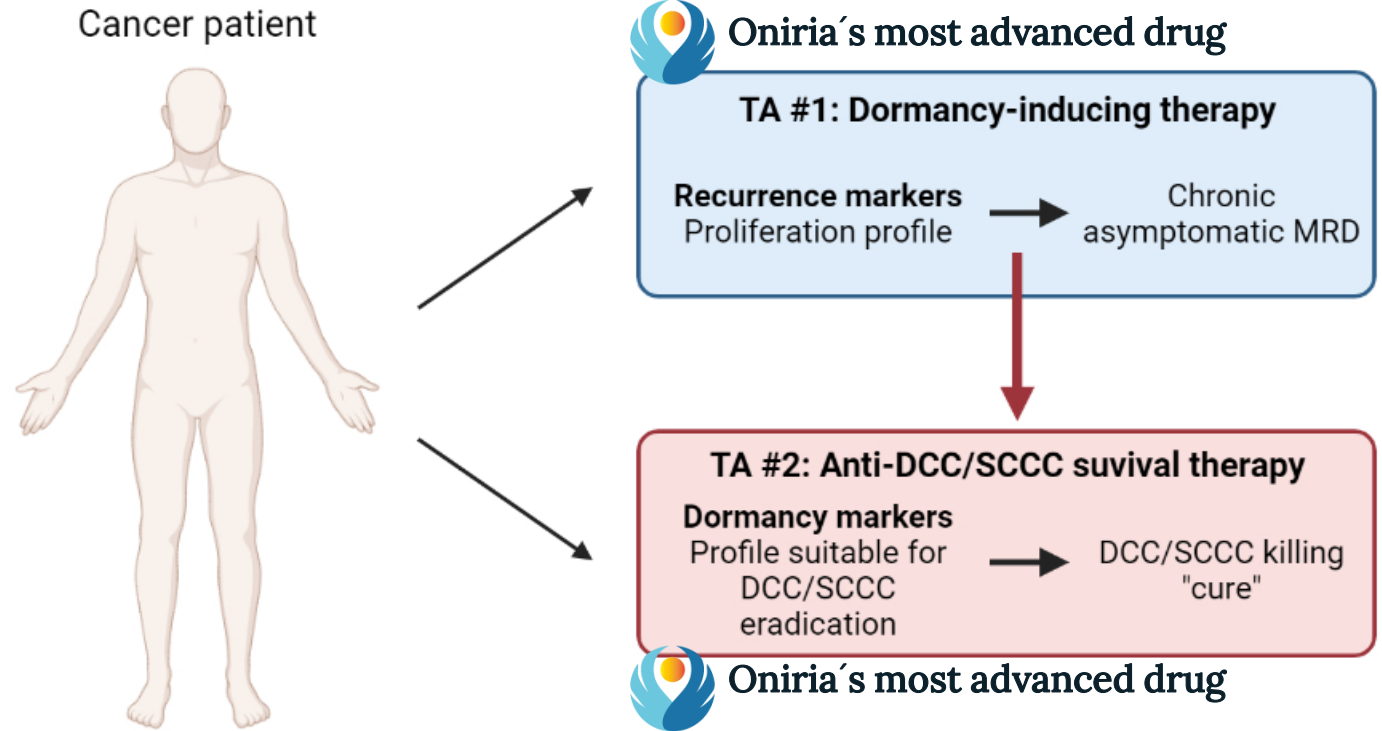 Cancer patient
Oniria´s most advanced drug
TA #1: Dormancy-inducing therapy
Recurrence markers
Proliferation profile
Chronic
asymptomatic MRD
TA #2: Anti-DCC/SCCC suvival therapy
Dormancy markers
Profile suitable for
DCC/SCCC
eradication
DCC/SCCC killing
"cure"
Oniria´s most advanced drug